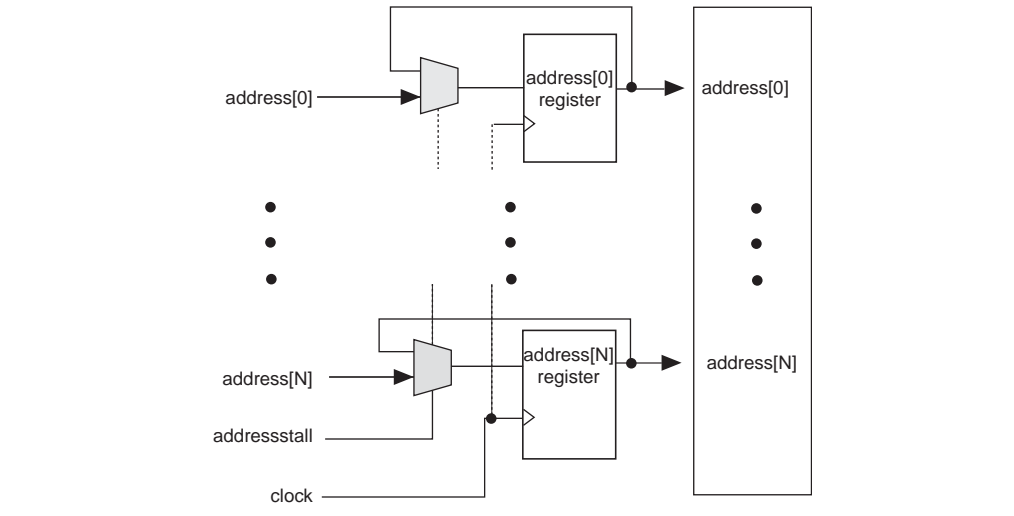 address[0]
address[0]
register
address[0]
address[N]
address[N]
register
address[N]
addressstall
clock